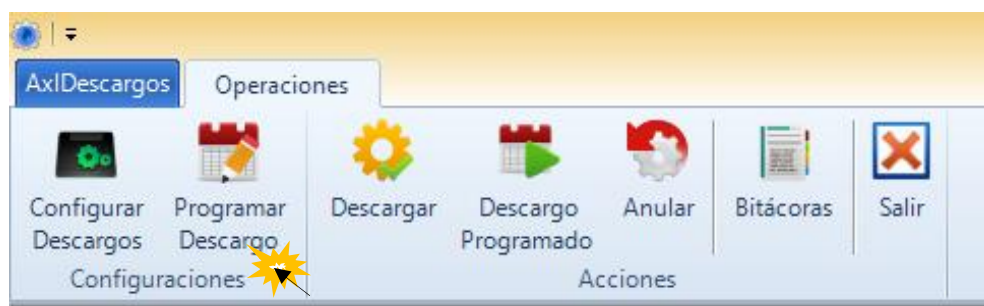 AxlDescargos Operaciones
Configurar Programar Descargar Descargo Anular Bitácoras Salir
Descargos Descargo Programado
Configuraciones Acciones